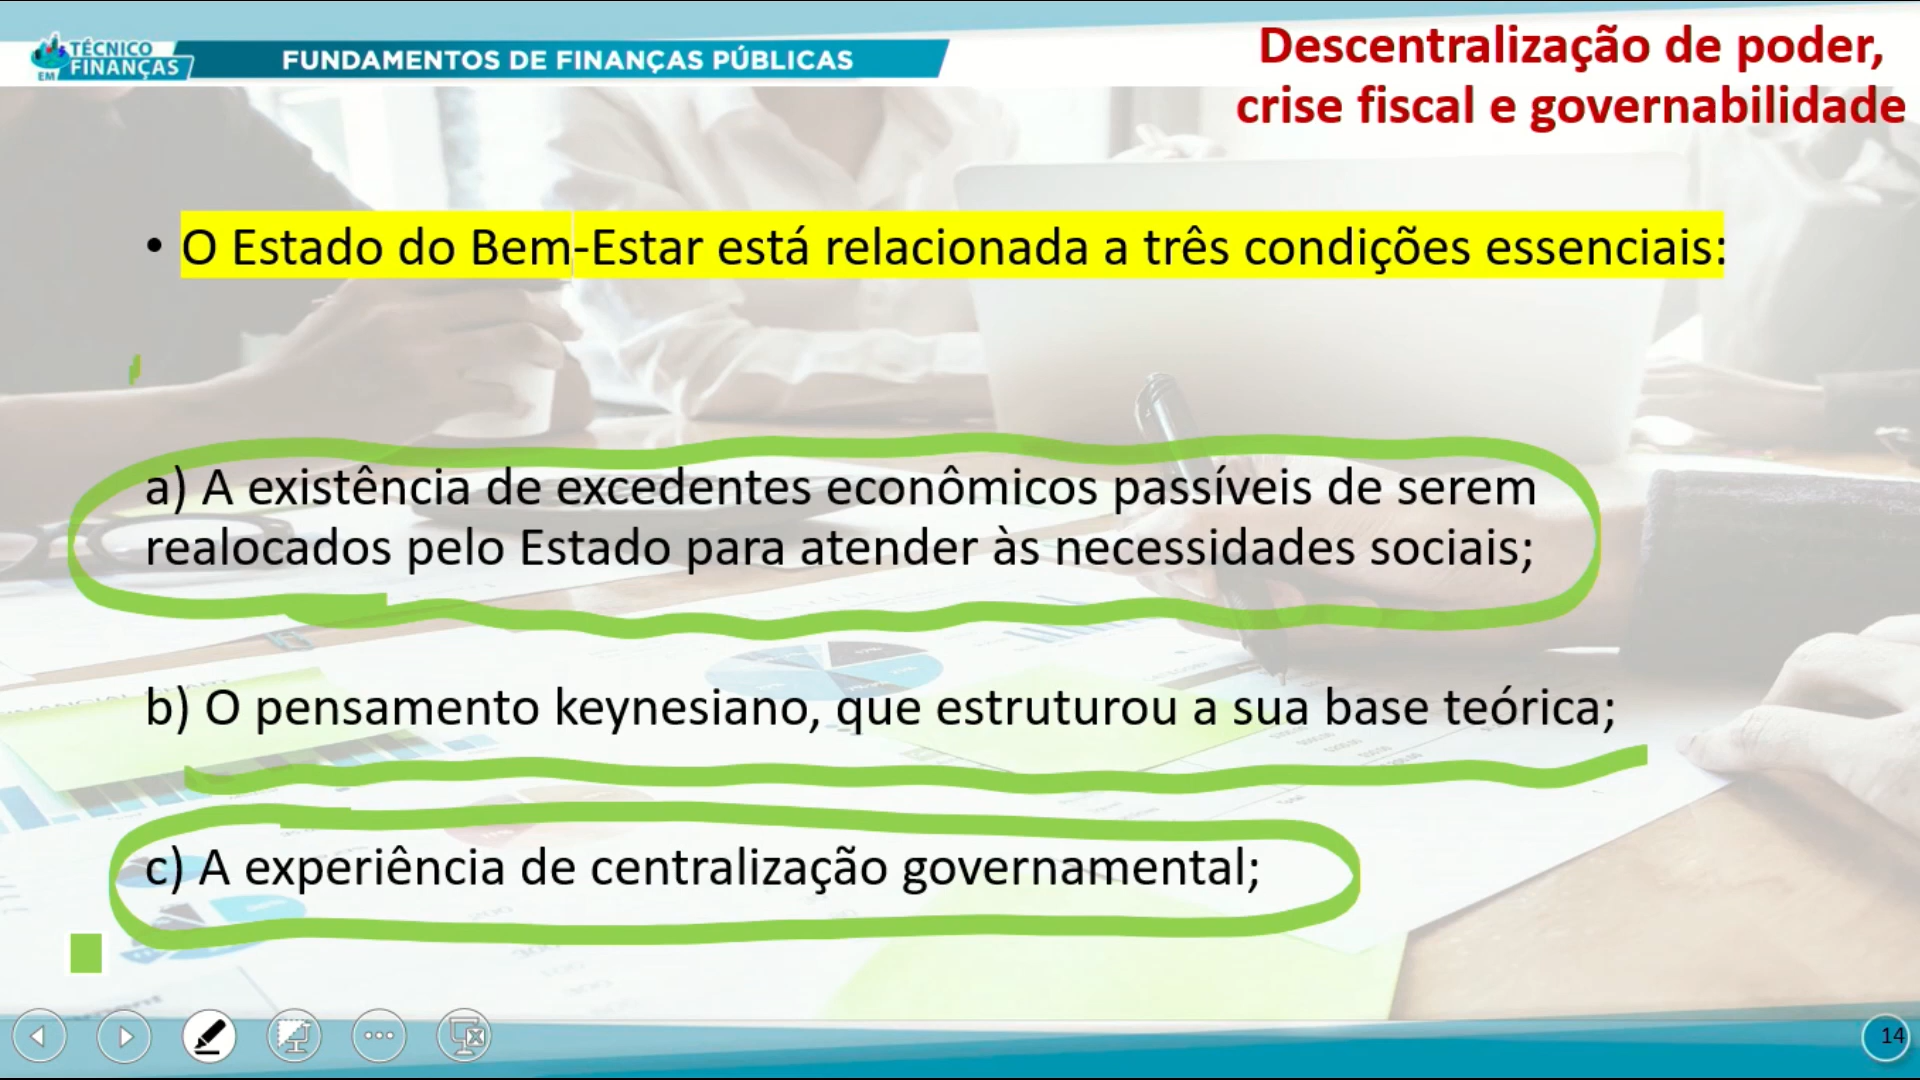 TÉCNICO
EM FINANÇAS
FUNDAMENTOS DE FINANÇAS PÚBLICAS
Descentralização de poder,
crise fiscal e governabilidade
• O Estado do Bem-Estar está relacionada a três condições essenciais:
a) A existência de excedentes econômicos passíveis de serem
realocados pelo Estado para atender às necessidades sociais;
b) O pensamento keynesiano, que estruturou a sua base teórica;
c) A experiência de centralização governamental;
14